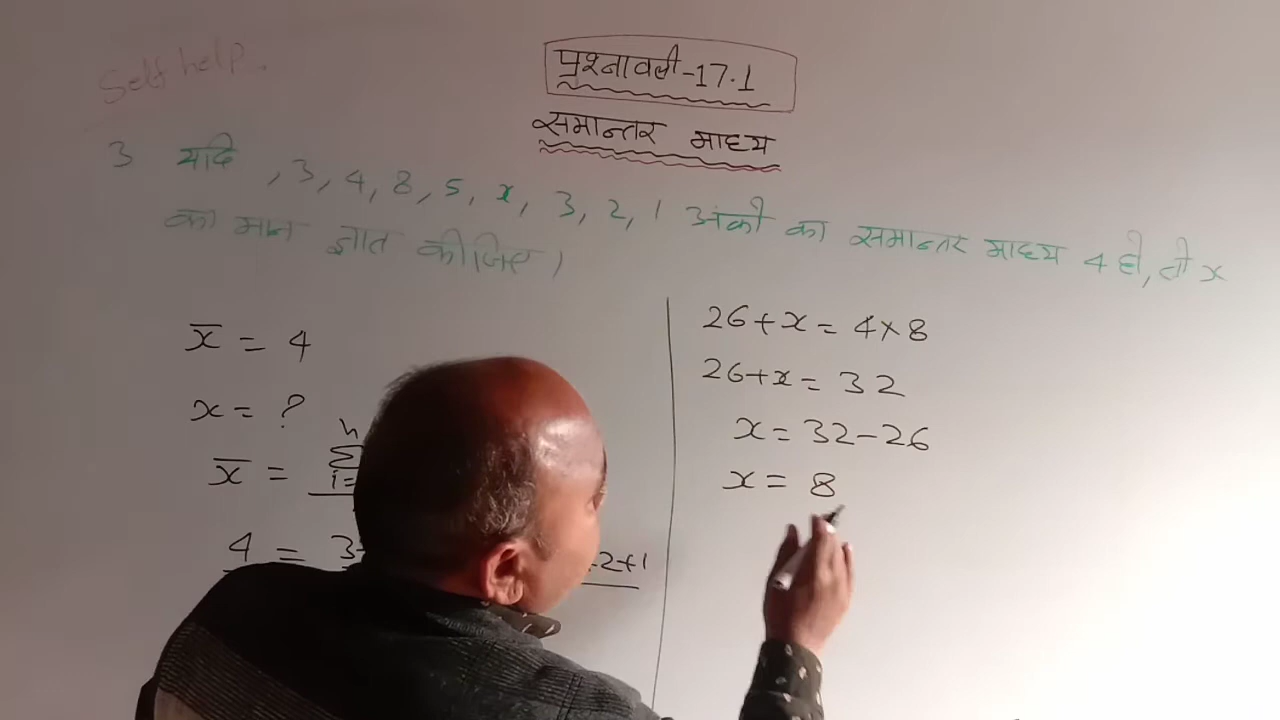 Self help.
प्रश्नावली-17.1
समान्तर माध्य
3 यदि ,3,4,8,5,x,3,2,1 अंको का समान्तर माध्य 4 हो, तो x
का मान ज्ञात कीजिए।
x̅ = 4
x = ?
x̅ = n Σ i=
4 = 3 2+1
26+x = 4×8
26+x = 32
x = 32-26
x = 8